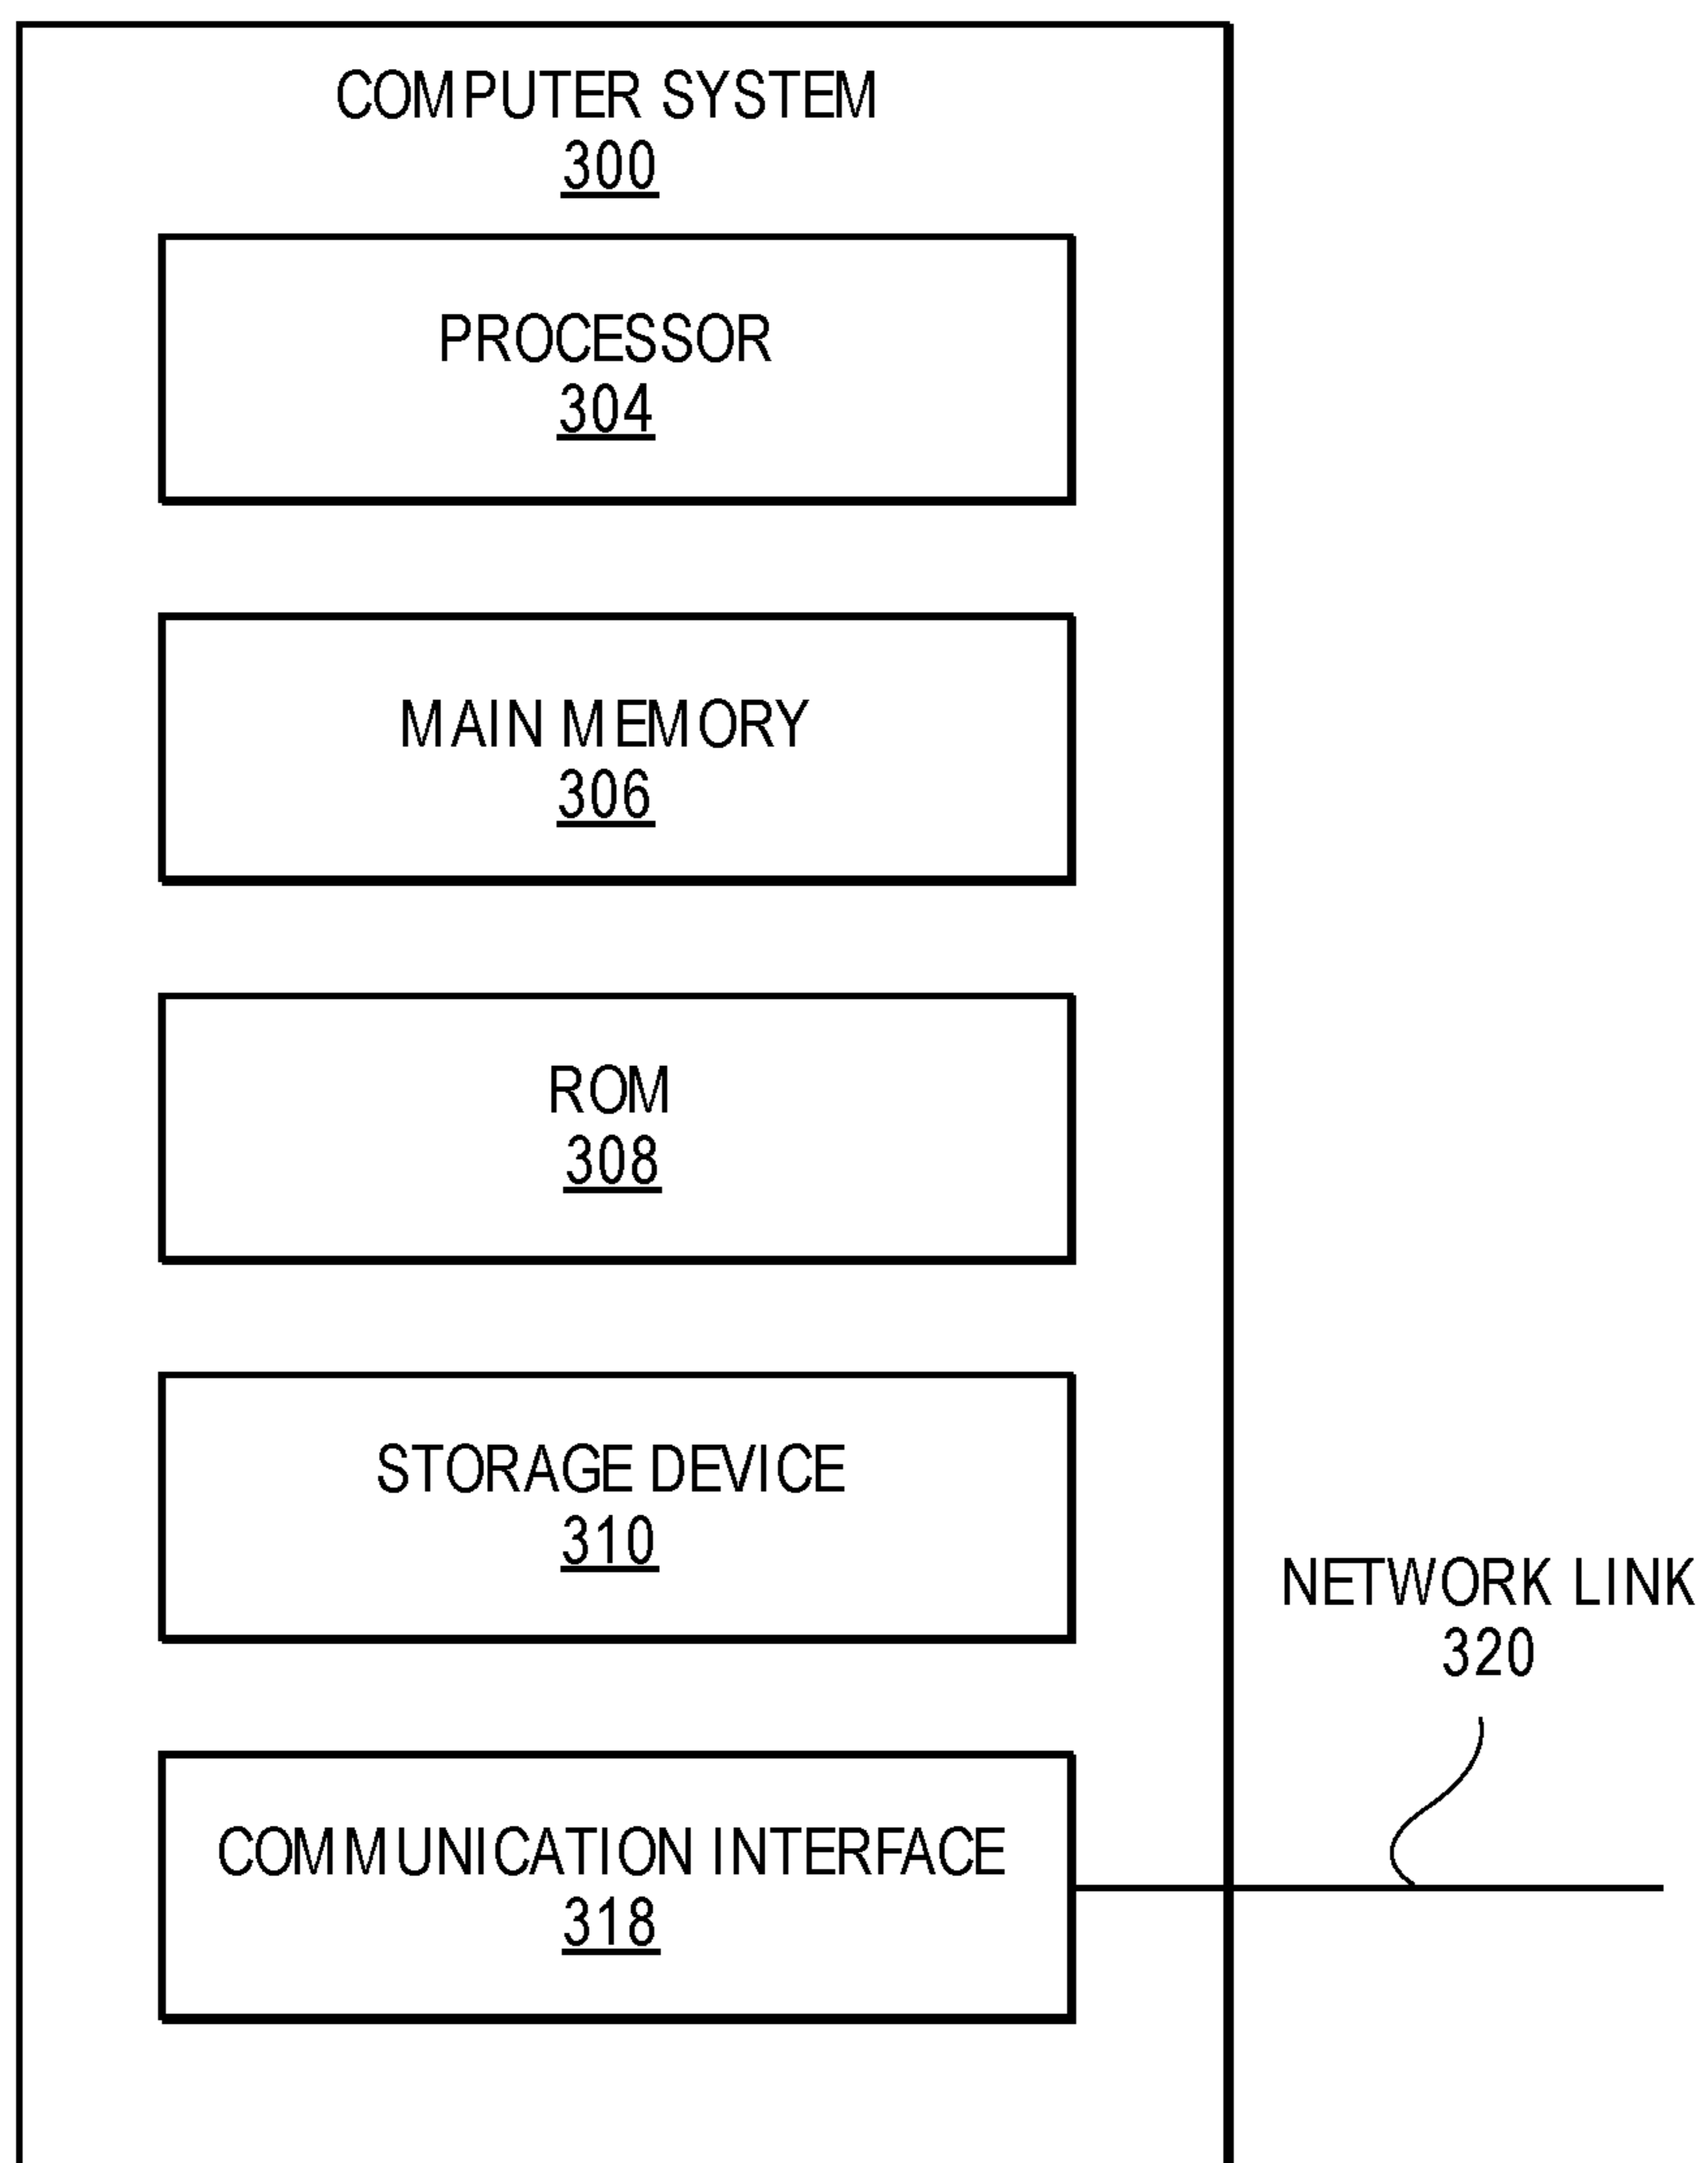 COMPUTER SYSTEM
300
PROCESSOR
304
MAIN MEMORY
306
ROM
308
STORAGE DEVICE
310
NETWORK LINK
320
COMMUNICATION INTERFACE
318